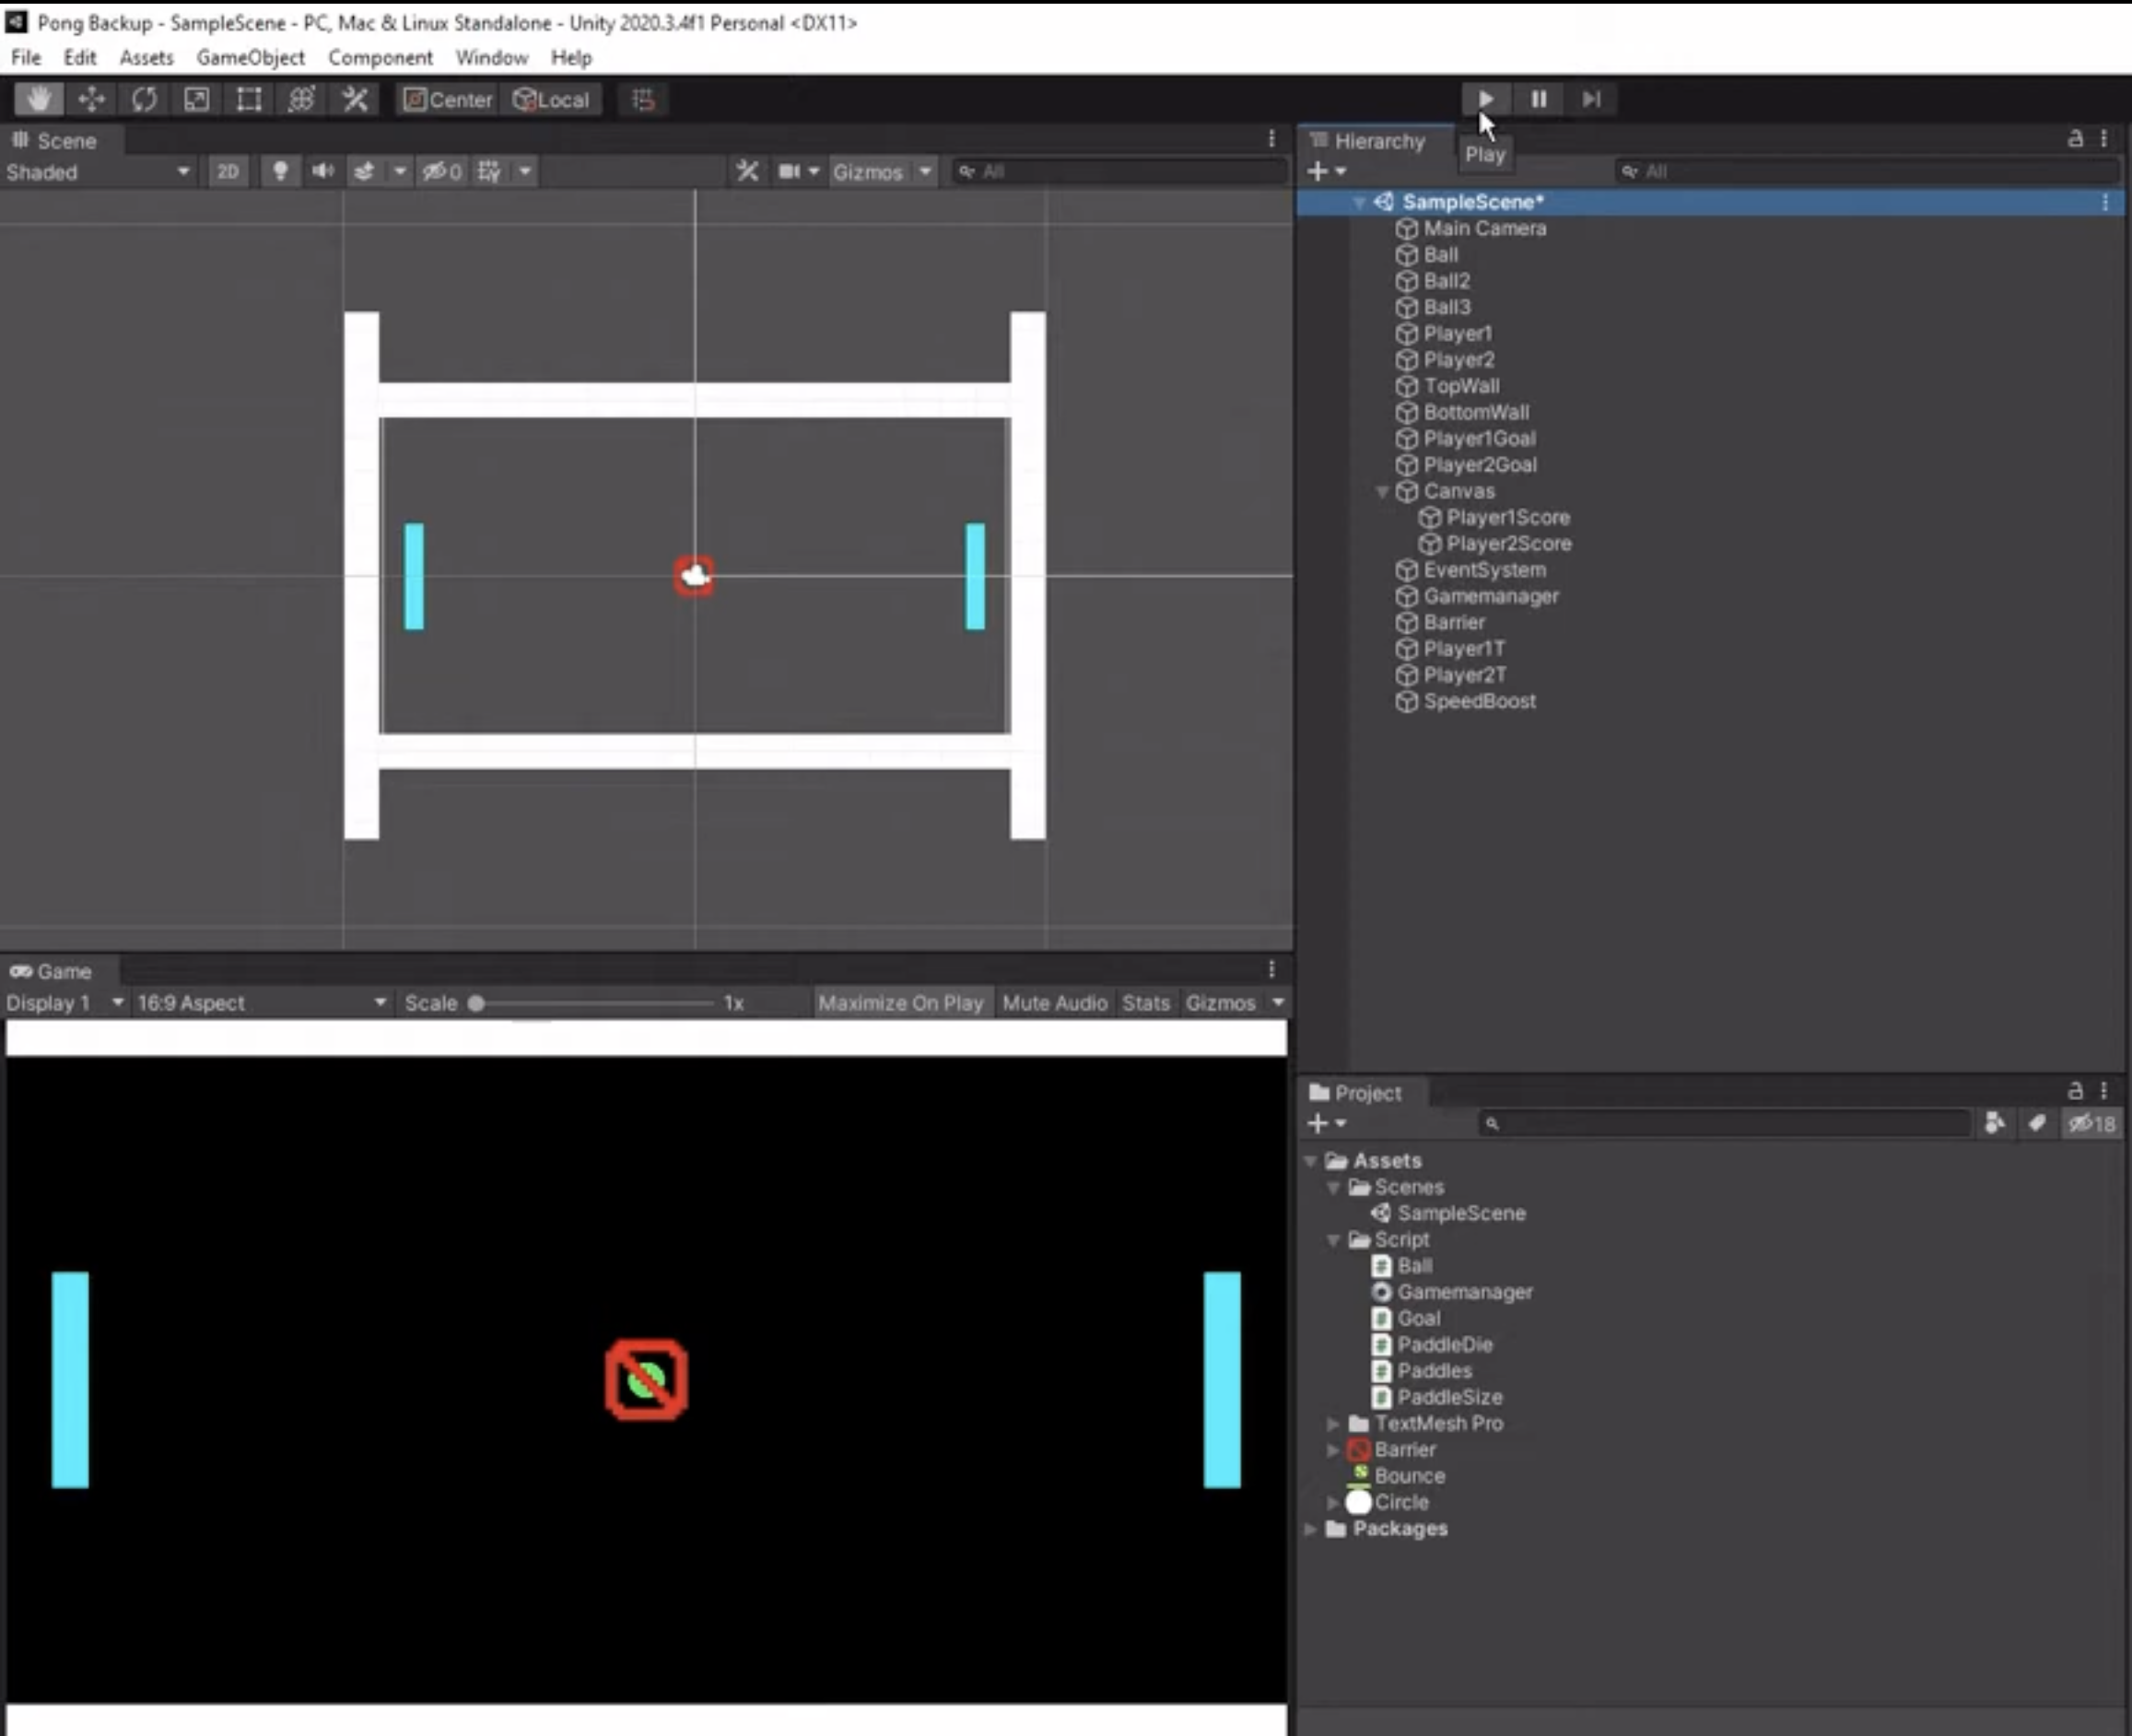 Pong Backup - SampleScene - PC, Mac & Linux Standalone - Unity 2020.3.4f1 Personal <DX11>
File Edit Assets GameObject Component Window Help
Center Local
Scene
Shaded 2D 0 Gizmos All
Hierarchy
Play
All
SampleScene*
Main Camera
Ball
Ball2
Ball3
Player1
Player2
TopWall
BottomWall
Player1Goal
Player2Goal
Canvas
Player1Score
Player2Score
EventSystem
Gamemanager
Barrier
Player1T
Player2T
SpeedBoost
Game
Display 1 16:9 Aspect Scale 1x Maximize On Play Mute Audio Stats Gizmos
Project
18
Assets
Scenes
SampleScene
Script
Ball
Gamemanager
Goal
PaddleDie
Paddles
PaddleSize
TextMesh Pro
Barrier
Bounce
Circle
Packages